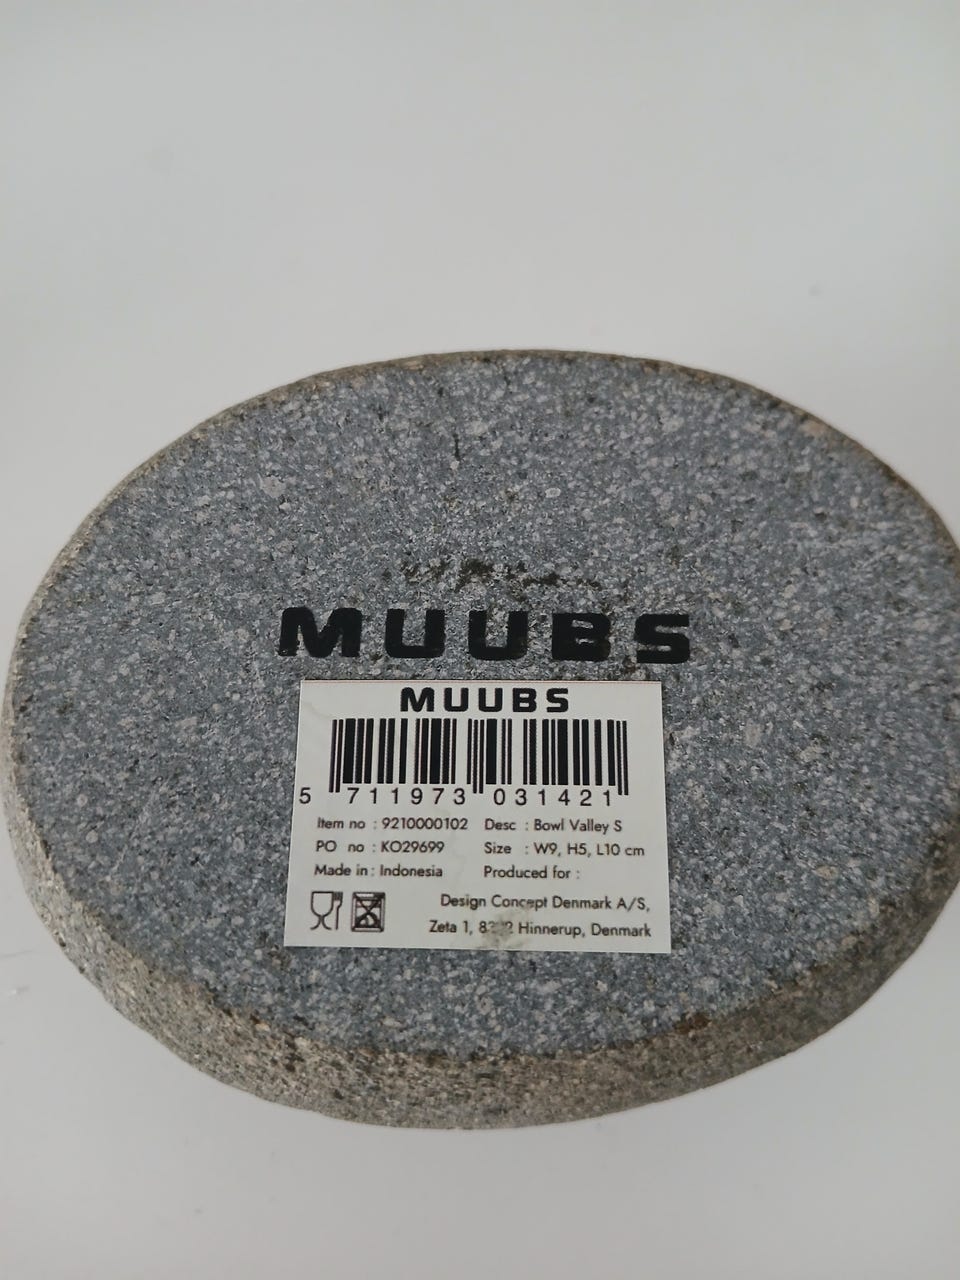 MUUBS
MUUBS
5 711973 031421
Item no : 9210000102 Desc : Bowl Valley S
PO no : KO29699 Size : W9, H5, L10 cm
Made in : Indonesia Produced for :
Design Concept Denmark A/S,
Zeta 1, Hinnerup, Denmark